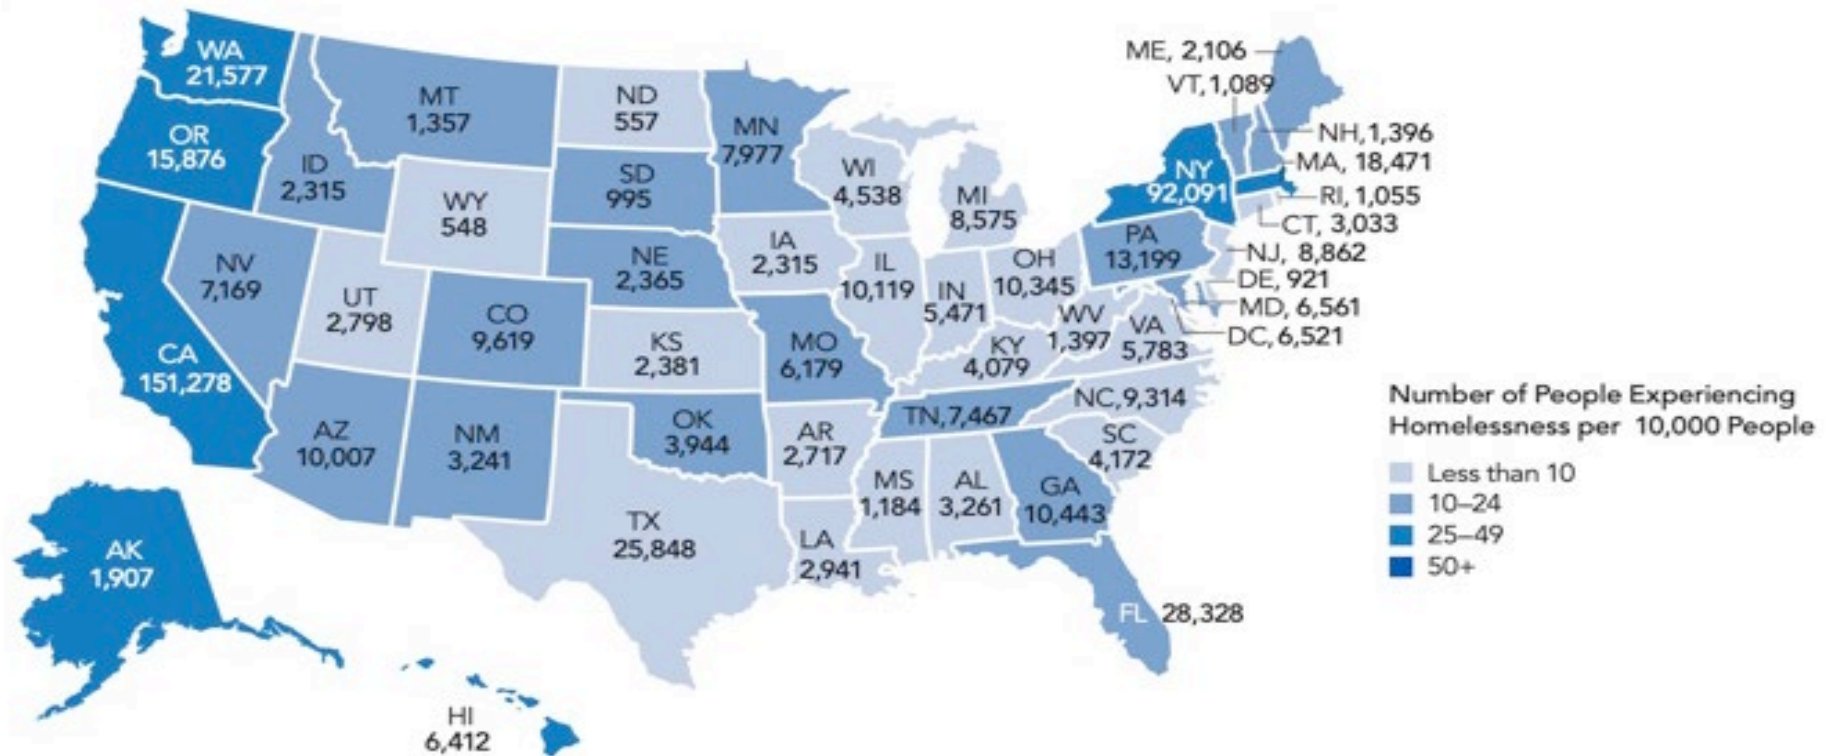 WA
21,577
MT
1,357
ND
557
MN
7,977
OR
15,876
ID
2,315
WY
548
SD
995
WI
4,538
MI
8,575
NY
92,091
ME, 2,106
VT,1,089
NH,1,396
MA, 18,471
RI, 1,055
CT, 3,033
NJ, 8,862
DE, 921
MD, 6,561
DC, 6,521
NV
7,169
UT
2,798
CO
9,619
NE
2,365
IA
2,315
IL
10,119
IN
5,471
OH
10,345
PA
13,199
CA
151,278
KS
2,381
MO
6,179
KY
4,079
WV
1,397
VA
5,783
AZ
10,007
NM
3,241
OK
3,944
AR
2,717
TN,7,467
NC,9,314
SC
4,172
TX
25,848
LA
2,941
MS
1,184
AL
3,261
GA
10,443
FL 28,328
AK
1,907
HI
6,412
Number of People Experiencing
Homelessness per 10,000 People
Less than 10
10–24
25–49
50+